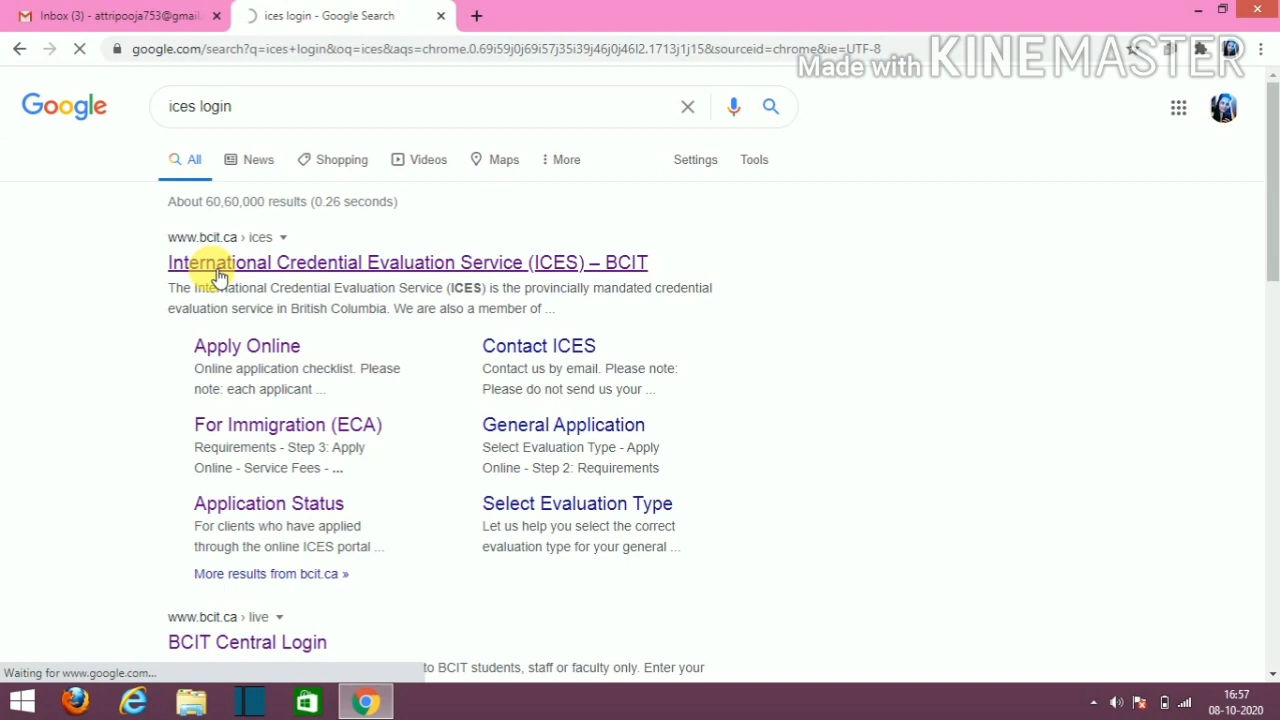 Inbox (3) - attripooja753@gmail.
ices login - Google Search
google.com/search?q=ices+login&oq=ices&aqs=chrome.0.69i59j0j69i57j35i39j46j0j46l2.1713j1j15&sourceid=chrome&ie=UTF-8
Made with KINEMASTER
Google
ices login
All News Shopping Videos Maps More Settings Tools
About 60,60,000 results (0.26 seconds)
www.bcit.ca › ices
International Credential Evaluation Service (ICES) – BCIT
The International Credential Evaluation Service (ICES) is the provincially mandated credential
evaluation service in British Columbia. We are also a member of ...
Apply Online
Online application checklist. Please
note: each applicant ...
Contact ICES
Contact us by email. Please note:
Please do not send us your ...
For Immigration (ECA)
Requirements - Step 3: Apply
Online - Service Fees - ...
General Application
Select Evaluation Type - Apply
Online - Step 2: Requirements
Application Status
For clients who have applied
through the online ICES portal ...
Select Evaluation Type
Let us help you select the correct
evaluation type for your general ...
More results from bcit.ca »
www.bcit.ca › live
BCIT Central Login
to BCIT students, staff or faculty only. Enter your
Waiting for www.google.com...
16:57
08-10-2020